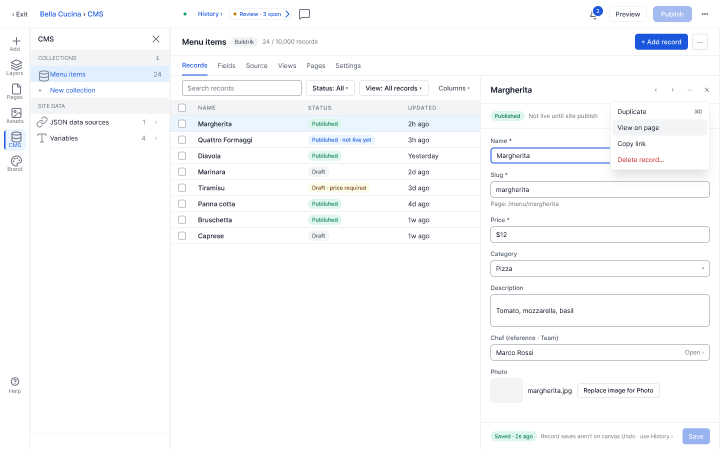 ‹ Exit
Bella Cucina › CMS
History ›
Review · 3 open
3
Preview
Publish
Add
Layers
Pages
Assets
CMS
Brand
Help
CMS
COLLECTIONS 1
Menu items 24
+ New collection
SITE DATA
JSON data sources 1
Variables 4
Menu items
Buildrik
24 / 10,000 records
+ Add record
Records Fields Source Views Pages Settings
Search records
Status: All
View: All records
Columns
NAME STATUS UPDATED
Margherita Published 2h ago
Quattro Formaggi Published · not live yet 3h ago
Diavola Published Yesterday
Marinara Draft 2d ago
Tiramisu Draft · price required 3d ago
Panna cotta Published 4d ago
Bruschetta Published 1w ago
Caprese Draft 1w ago
Margherita
Published Not live until site publish
Duplicate ⌘D
View on page
Copy link
Delete record...
Name *
Margherita
Slug *
margherita
Page: /menu/margherita
Price *
$12
Category
Pizza
Description
Tomato, mozzarella, basil
Chef (reference · Team)
Marco Rossi Open ›
Photo
margherita.jpg
Replace image for Photo
Saved · 2s ago
Record saves aren't on canvas Undo · use History ›
Save